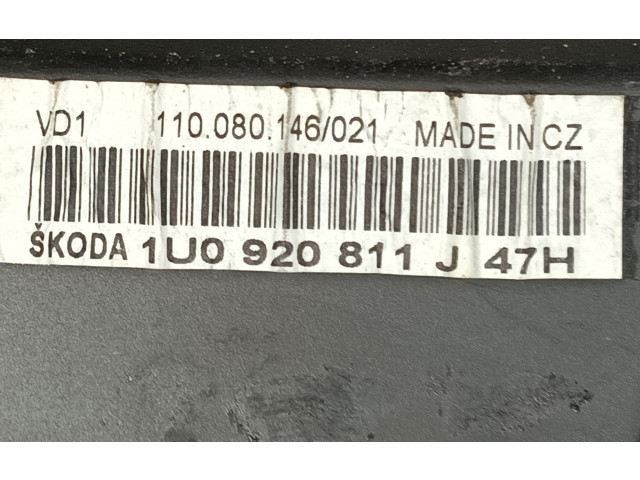 VD1 110.080.146/021 MADE IN CZ
ŠKODA 1U0 920 811 J 47H